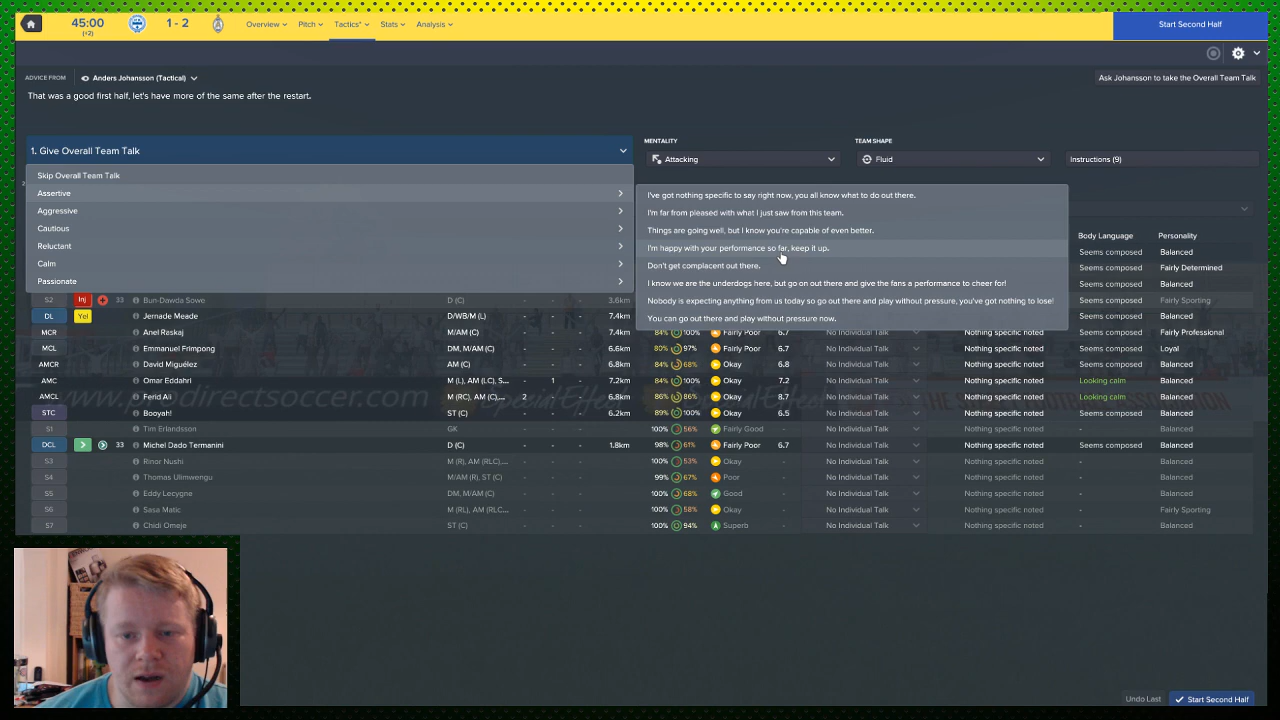 45:00 1 - 2 Overview Pitch Tactics* Stats Analysis Start Second Half
(+2)
ADVICE FROM Anders Johansson (Tactical) Ask Johansson to take the Overall Team Talk
That was a good first half, let's have more of the same after the restart.
1. Give Overall Team Talk
MENTALITY TEAM SHAPE
Attacking Fluid Instructions (9)
Skip Overall Team Talk
Assertive
Aggressive
Cautious
Reluctant
Calm
Passionate
I've got nothing specific to say right now, you all know what to do out there.
I'm far from pleased with what I just saw from this team.
Things are going well, but I know you're capable of even better.
I'm happy with your performance so far, keep it up.
Don't get complacent out there.
I know we are the underdogs here, but go on out there and give the fans a performance to cheer for!
Nobody is expecting anything from us today so go out there and play without pressure, you've got nothing to lose!
You can go out there and play without pressure now.
Body Language Personality
Seems composed Balanced
Seems composed Fairly Determined
Seems composed Balanced
S2 Inj 33 Bun-Dawda Sowe D (C) 3.6km Seems composed Fairly Sporting
DL Yel Jernade Meade D/WB/M (L) 7.4km Seems composed Balanced
MCR Anel Raskaj M/AM (C) - - - 7.4km 84% 100% Fairly Poor 6.7 No Individual Talk Nothing specific noted Seems composed Fairly Professional
MCL Emmanuel Frimpong DM, M/AM (C) - - - 6.6km 80% 97% Fairly Poor 6.7 No Individual Talk Nothing specific noted Seems composed Loyal
AMCR David Miguélez AM (C) - - - 6.8km 84% 68% Okay 6.8 No Individual Talk Nothing specific noted Seems composed Balanced
AMC Omar Eddahri M (L), AM (LC), S... - 1 - 7.2km 84% 100% Okay 7.2 No Individual Talk Nothing specific noted Looking calm Balanced
AMCL Ferid Ali M (RC), AM (C),... 2 - - 6.8km 86% 86% Okay 8.7 No Individual Talk Nothing specific noted Looking calm Balanced
STC Booyah! ST (C) - - - 6.2km 89% 100% Okay 6.5 No Individual Talk Nothing specific noted Seems composed Balanced
S1 Tim Erlandsson GK - - - 100% 56% Fairly Good - No Individual Talk Nothing specific noted - Balanced
DCL 33 Michel Dado Termanini D (C) - - - 1.8km 98% 61% Fairly Poor 6.7 No Individual Talk Nothing specific noted Seems composed Balanced
S3 Rinor Nushi M (R), AM (RLC),... - - - 100% 53% Okay - No Individual Talk Nothing specific noted - Balanced
S4 Thomas Ulimwengu M/AM (R), ST (C) - - - 99% 67% Poor - No Individual Talk Nothing specific noted - Balanced
S5 Eddy Lecygne DM, M/AM (C) - - - 100% 68% Good - No Individual Talk Nothing specific noted - Balanced
S6 Sasa Matic M (RL), AM (RLC... - - - 100% 58% Okay - No Individual Talk Nothing specific noted - Fairly Sporting
S7 Chidi Omeje ST (C) - - - 100% 94% Superb - No Individual Talk Nothing specific noted - Balanced
Undo Last Start Second Half